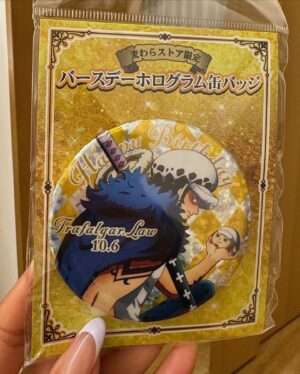 麦わらストア限定
バースデーホログラム缶バッジ
Happy Birthday
Trafalgar.Law
10.6